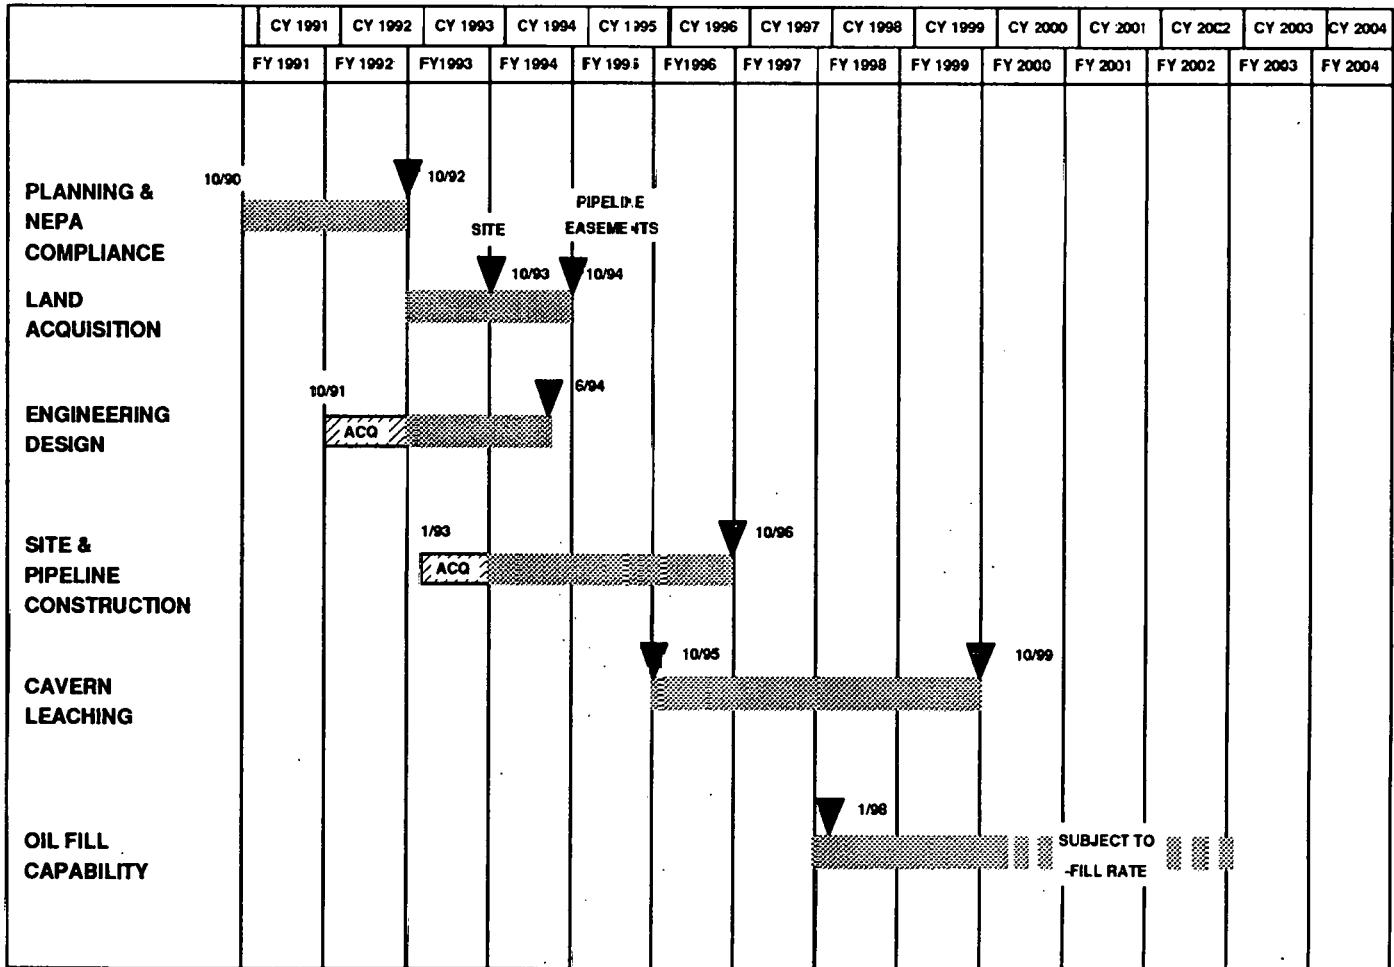 CY 1991 CY 1992 CY 1993 CY 1994 CY 1995 CY 1996 CY 1997 CY 1998 CY 1999 CY 2000 CY 2001 CY 2002 CY 2003 CY 2004
FY 1991 FY 1992 FY1993 FY 1994 FY 1995 FY1996 FY 1997 FY 1998 FY 1999 FY 2000 FY 2001 FY 2002 FY 2003 FY 2004
PLANNING &
NEPA
COMPLIANCE
10/90
10/92
LAND
ACQUISITION
SITE
10/93
PIPELINE
EASEMENTS
10/94
ENGINEERING
DESIGN
10/91
ACQ
6/94
SITE &
PIPELINE
CONSTRUCTION
1/93
ACQ
10/96
CAVERN
LEACHING
10/95
10/99
OIL FILL
CAPABILITY
1/98
SUBJECT TO
-FILL RATE